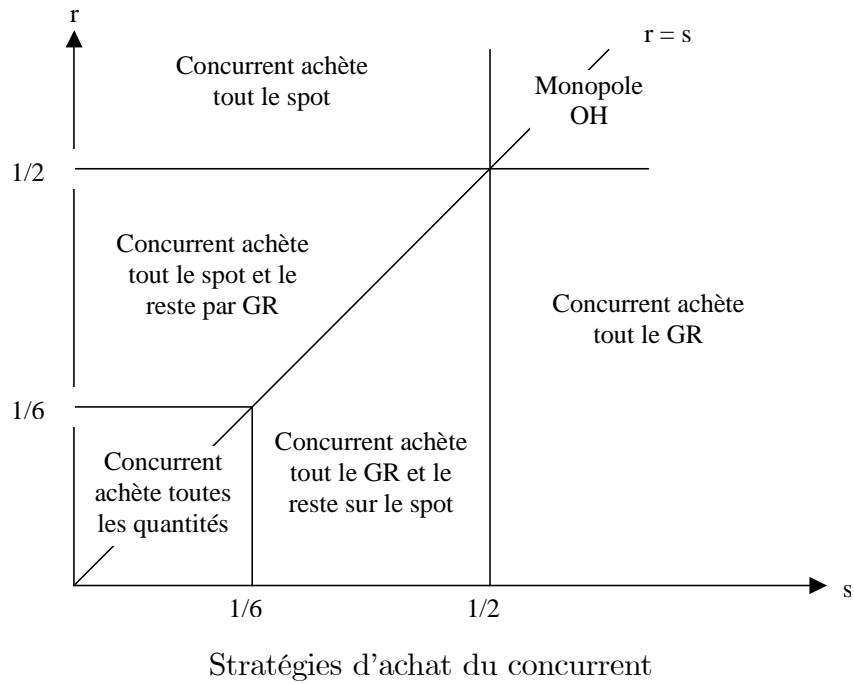 r
r = s
Concurrent achète
tout le spot
Monopole
OH
1/2
Concurrent achète
tout le spot et le
reste par GR
Concurrent achète
tout le GR
1/6
Concurrent achète
tout le GR et le
reste sur le spot
Concurrent
achète toutes
les quantités
s
1/6
1/2
Stratégies d'achat du concurrent